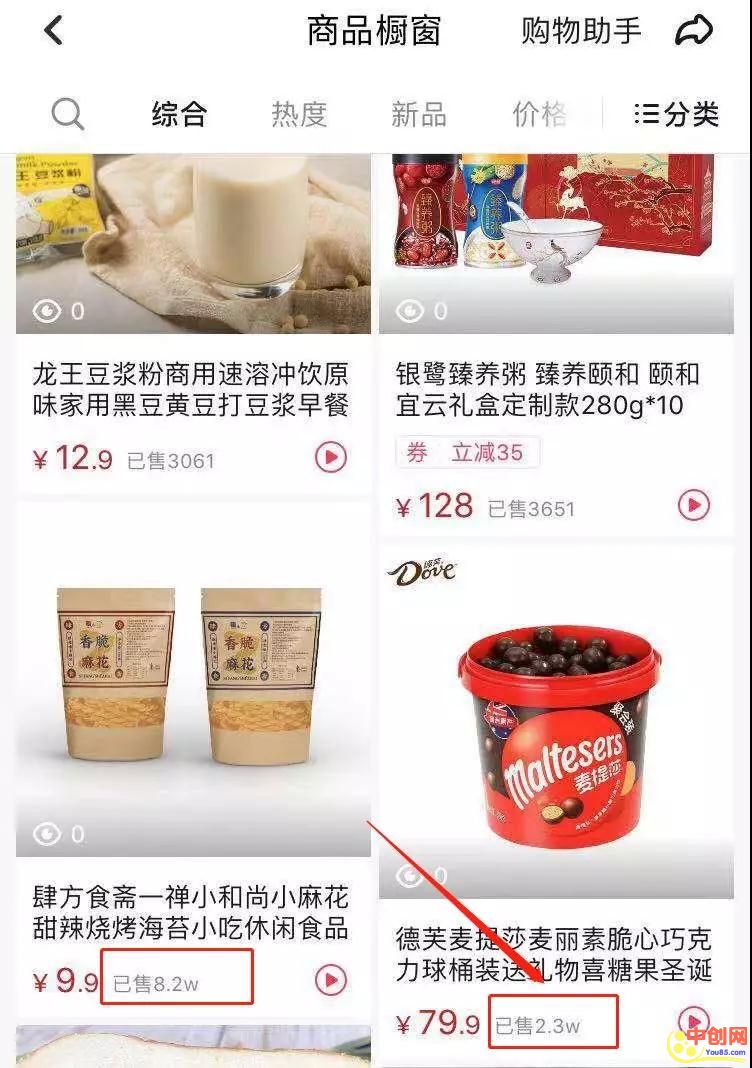 商品橱窗 购物助手
综合 热度 新品 价格 分类
王豆浆粉
臻养粥
臻养粥
0
0
龙王豆浆粉商用速溶冲饮原
味家用黑豆黄豆打豆浆早餐
¥ 12.9 已售3061
银鹭臻养粥 臻养颐和 颐和
宜云礼盒定制款280g*10
券 立减35
¥ 128 已售3651
香脆
麻花
香脆
麻花
0
肆方食斋一禅小和尚小麻花
甜辣烧烤海苔小吃休闲食品
¥ 9.9 已售8.2w
德芙
Dove
聚会装
Maltesers
麦提莎
0
德芙麦提莎麦丽素脆心巧克
力球桶装送礼物喜糖果圣诞
¥ 79.9 已售2.3w
中创网
You85.com